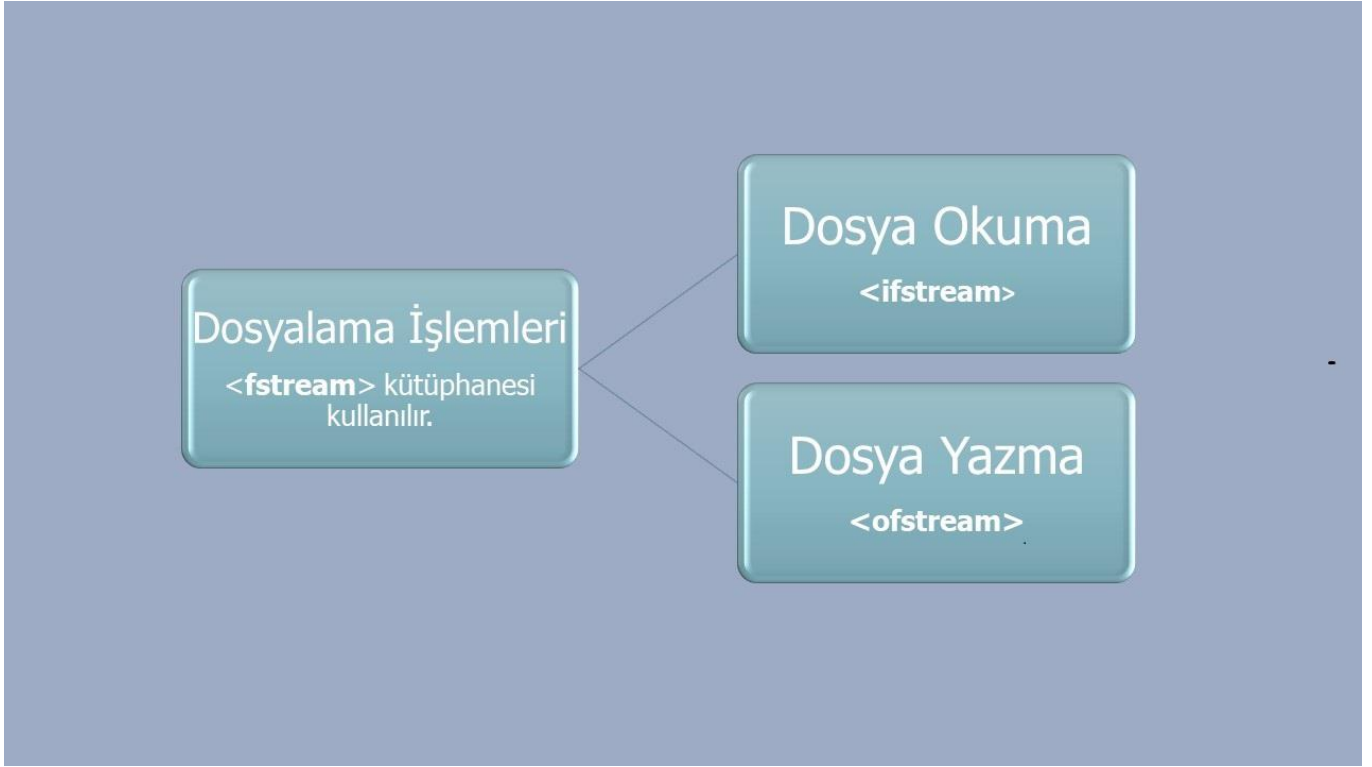 Dosyalama İşlemleri
<fstream> kütüphanesi
kullanılır.
Dosya Okuma
<ifstream>
Dosya Yazma
<ofstream>